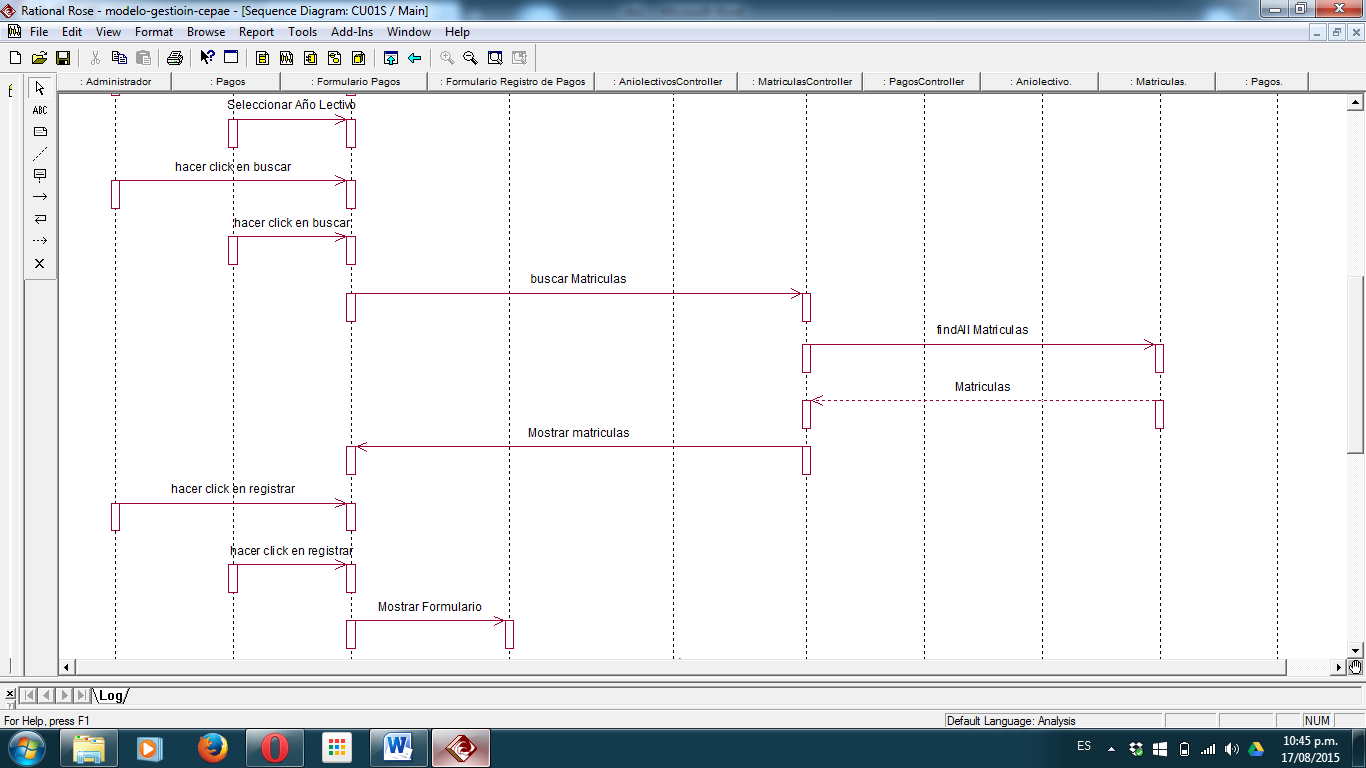 Rational Rose - modelo-gestioin-cepae - [Sequence Diagram: CU01S / Main]
File Edit View Format Browse Report Tools Add-Ins Window Help
: Administrador : Pagos : Formulario Pagos : Formulario Registro de Pagos : AniolectivosController : MatriculasController : PagosController : Aniolectivo. : Matriculas. : Pagos.
ABC
Seleccionar Año Lectivo
hacer click en buscar
hacer click en buscar
buscar Matriculas
findAll Matriculas
Matriculas
Mostrar matriculas
hacer click en registrar
hacer click en registrar
Mostrar Formulario
Log
For Help, press F1 Default Language: Analysis NUM
ES
10:45 p.m.
17/08/2015